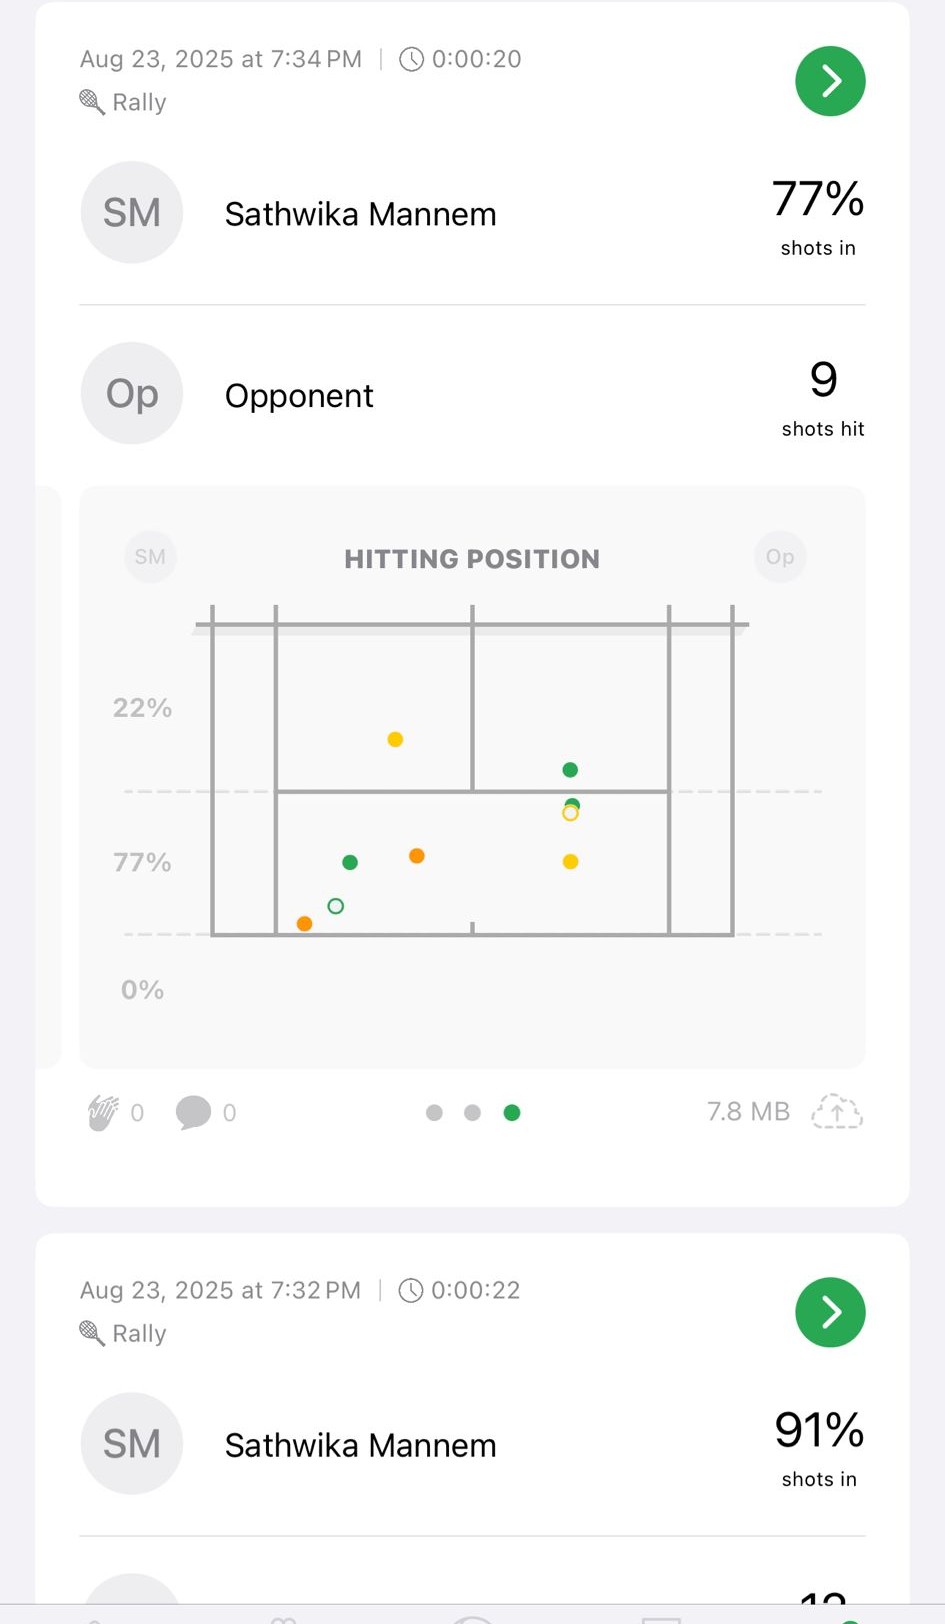 Aug 23, 2025 at 7:34 PM | 0:00:20
Rally
SM Sathwika Mannem 77%
shots in
Op Opponent 9
shots hit
SM HITTING POSITION Op
22%
77%
0%
0 0 7.8 MB
Aug 23, 2025 at 7:32 PM | 0:00:22
Rally
SM Sathwika Mannem 91%
shots in